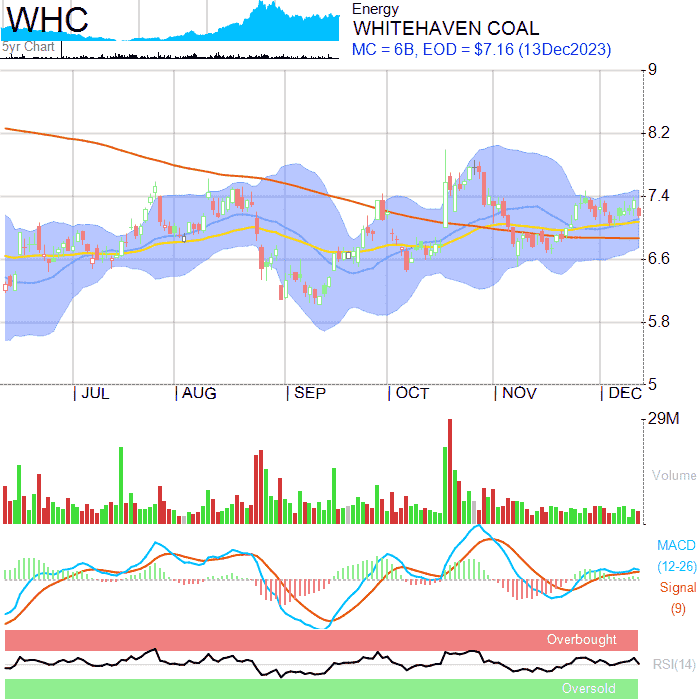 WHC
5yr Chart
Energy
WHITEHAVEN COAL
MC = 6B, EOD = $7.16 (13Dec2023)
9
8.2
7.4
6.6
5.8
5
JUL
AUG
SEP
OCT
NOV
DEC
29M
Volume
MACD
(12-26)
Signal
(9)
Overbought
RSI(14)
Oversold